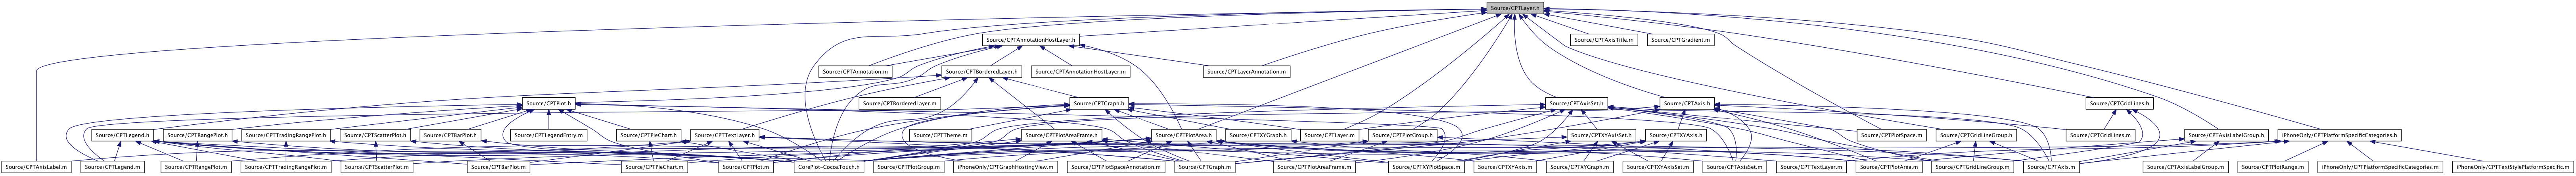 Source/CPTLayer.h
Source/CPTAnnotationHostLayer.h
Source/CPTAxisTitle.m
Source/CPTGradient.m
Source/CPTAnnotation.m
Source/CPTBorderedLayer.h
Source/CPTAnnotationHostLayer.m
Source/CPTLayerAnnotation.m
Source/CPTPlot.h
Source/CPTBorderedLayer.m
Source/CPTGraph.h
Source/CPTAxisSet.h
Source/CPTAxis.h
Source/CPTGridLines.h
Source/CPTLegend.h
Source/CPTRangePlot.h
Source/CPTTradingRangePlot.h
Source/CPTScatterPlot.h
Source/CPTBarPlot.h
Source/CPTLegendEntry.m
Source/CPTPieChart.h
Source/CPTTextLayer.h
Source/CPTTheme.m
Source/CPTPlotAreaFrame.h
Source/CPTPlotArea.h
Source/CPTXYGraph.h
Source/CPTLayer.m
Source/CPTPlotGroup.h
Source/CPTXYAxisSet.h
Source/CPTXYAxis.h
Source/CPTPlotSpace.m
Source/CPTGridLineGroup.h
Source/CPTGridLines.m
Source/CPTAxisLabelGroup.h
iPhoneOnly/CPTPlatformSpecificCategories.h
Source/CPTAxisLabel.m
Source/CPTLegend.m
Source/CPTRangePlot.m
Source/CPTTradingRangePlot.m
Source/CPTScatterPlot.m
Source/CPTBarPlot.m
Source/CPTPieChart.m
Source/CPTPlot.m
CorePlot-CocoaTouch.h
Source/CPTPlotGroup.m
iPhoneOnly/CPTGraphHostingView.m
Source/CPTPlotSpaceAnnotation.m
Source/CPTGraph.m
Source/CPTPlotAreaFrame.m
Source/CPTXYPlotSpace.m
Source/CPTXYAxis.m
Source/CPTXYGraph.m
Source/CPTXYAxisSet.m
Source/CPTAxisSet.m
Source/CPTTextLayer.m
Source/CPTPlotArea.m
Source/CPTGridLineGroup.m
Source/CPTAxis.m
Source/CPTAxisLabelGroup.m
Source/CPTPlotRange.m
iPhoneOnly/CPTPlatformSpecificCategories.m
iPhoneOnly/CPTTextStylePlatformSpecific.m